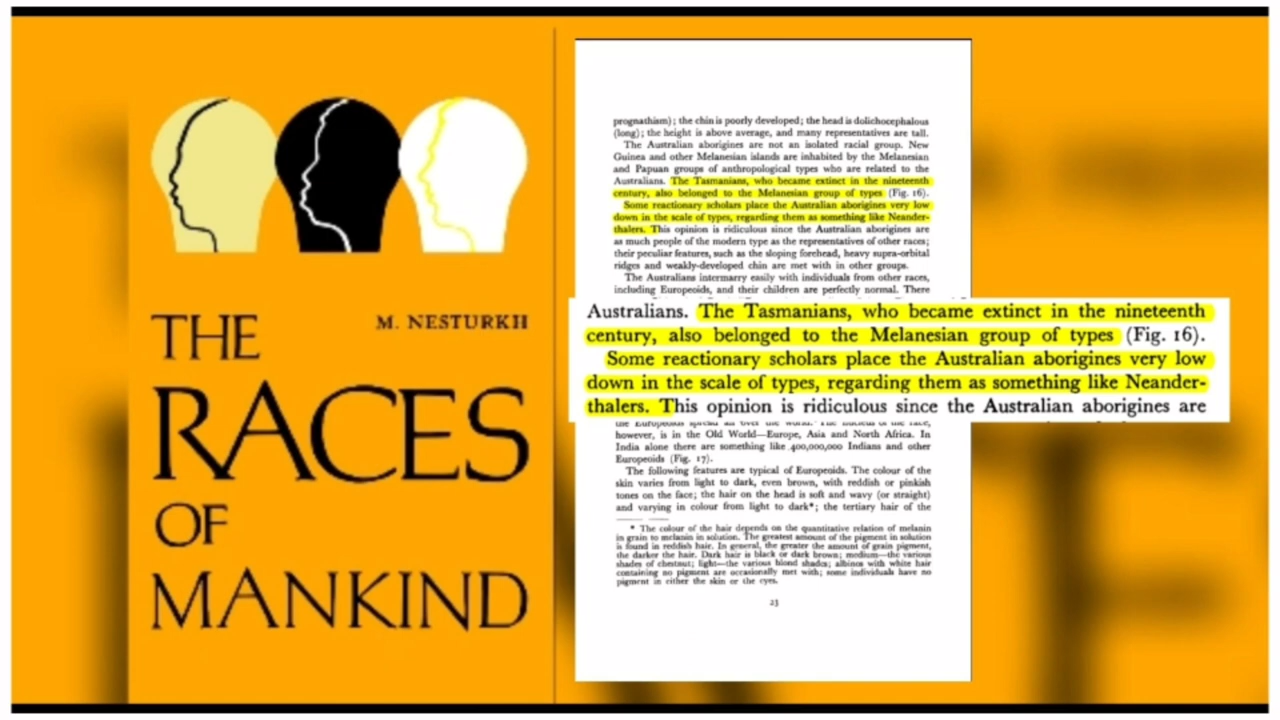 THE
M. NESTURKH
RACES
OF
MANKIND
prognathism); the chin is poorly developed; the head is dolichocephalous
(long); the height is above average, and many representatives are tall.
The Australian aborigines are not an isolated racial group. New
Guinea and other Melanesian islands are inhabited by the Melanesian
and Papuan groups of anthropological types who are related to the
Australians. The Tasmanians, who became extinct in the nineteenth
century, also belonged to the Melanesian group of types (Fig. 16).
Some reactionary scholars place the Australian aborigines very low
down in the scale of types, regarding them as something like Neander-
thalers. This opinion is ridiculous since the Australian aborigines are
as much people of the modern type as the representatives of other races;
their peculiar features, such as the sloping forehead, heavy supra-orbital
ridges and weakly-developed chin are met with in other groups.
The Australians intermarry easily with individuals from other races,
including Europeoids, and their children are perfectly normal. There
Australians. The Tasmanians, who became extinct in the nineteenth
century, also belonged to the Melanesian group of types (Fig. 16).
Some reactionary scholars place the Australian aborigines very low
down in the scale of types, regarding them as something like Neander-
thalers. This opinion is ridiculous since the Australian aborigines are
the Europeoids spread all over the world. The nucleus of the race,
however, is in the Old World—Europe, Asia and North Africa. In
India alone there are something like 400,000,000 Indians and other
Europeoids (Fig. 17).
The following features are typical of Europeoids. The colour of the
skin varies from light to dark, even brown, with reddish or pinkish
tones on the face; the hair on the head is soft and wavy (or straight)
and varying in colour from light to dark*; the tertiary hair of the
* The colour of the hair depends on the quantitative relation of melanin
in grain to melanin in solution. The greatest amount of the pigment in solution
is found in reddish hair. In general, the greater the amount of grain pigment,
the darker the hair. Dark hair is black or dark brown; medium—the various
shades of chestnut; light—the various blond shades; albinos with white hair
containing no pigment are occasionally met with; some individuals have no
pigment in either the skin or the eyes.
23